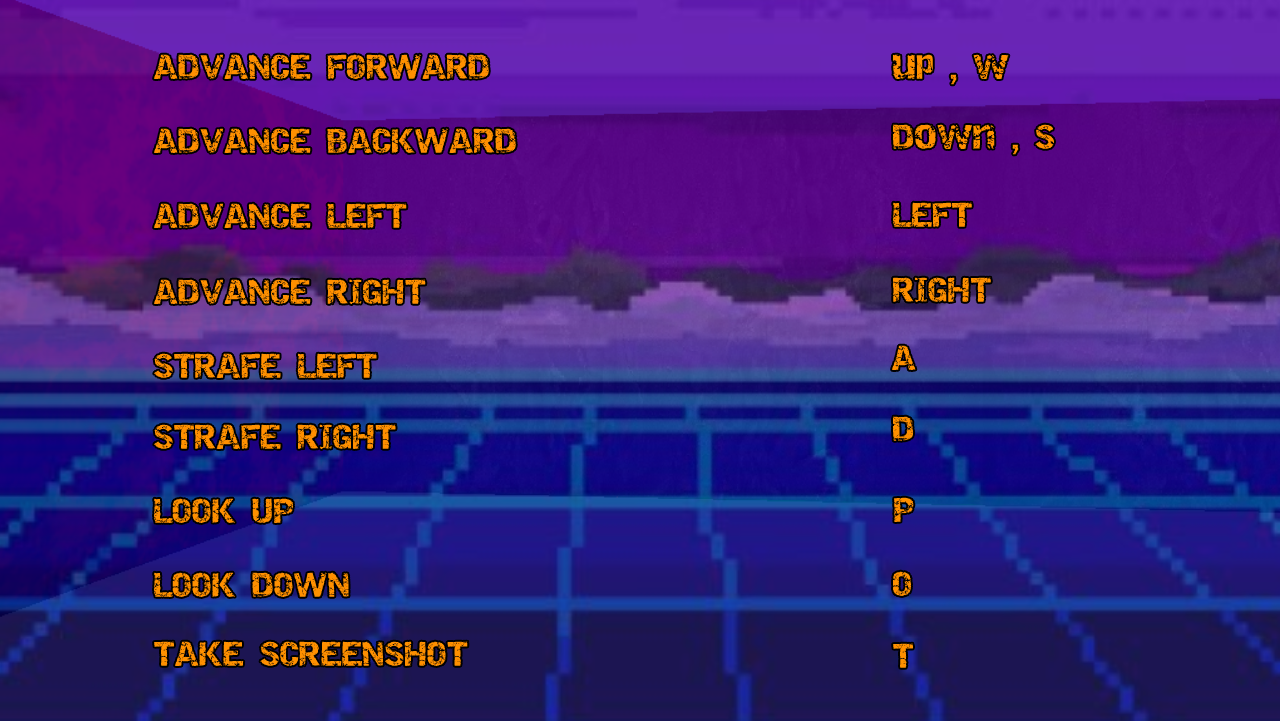 ADVANCE FORWARD UP , W
ADVANCE BACKWARD DOWn , S
ADVANCE LEFT LEFT
ADVANCE RIGHT RIGHT
STRAFE LEFT A
STRAFE RIGHT D
LOOK UP P
LOOK DOWN O
TAKE SCREENSHOT T